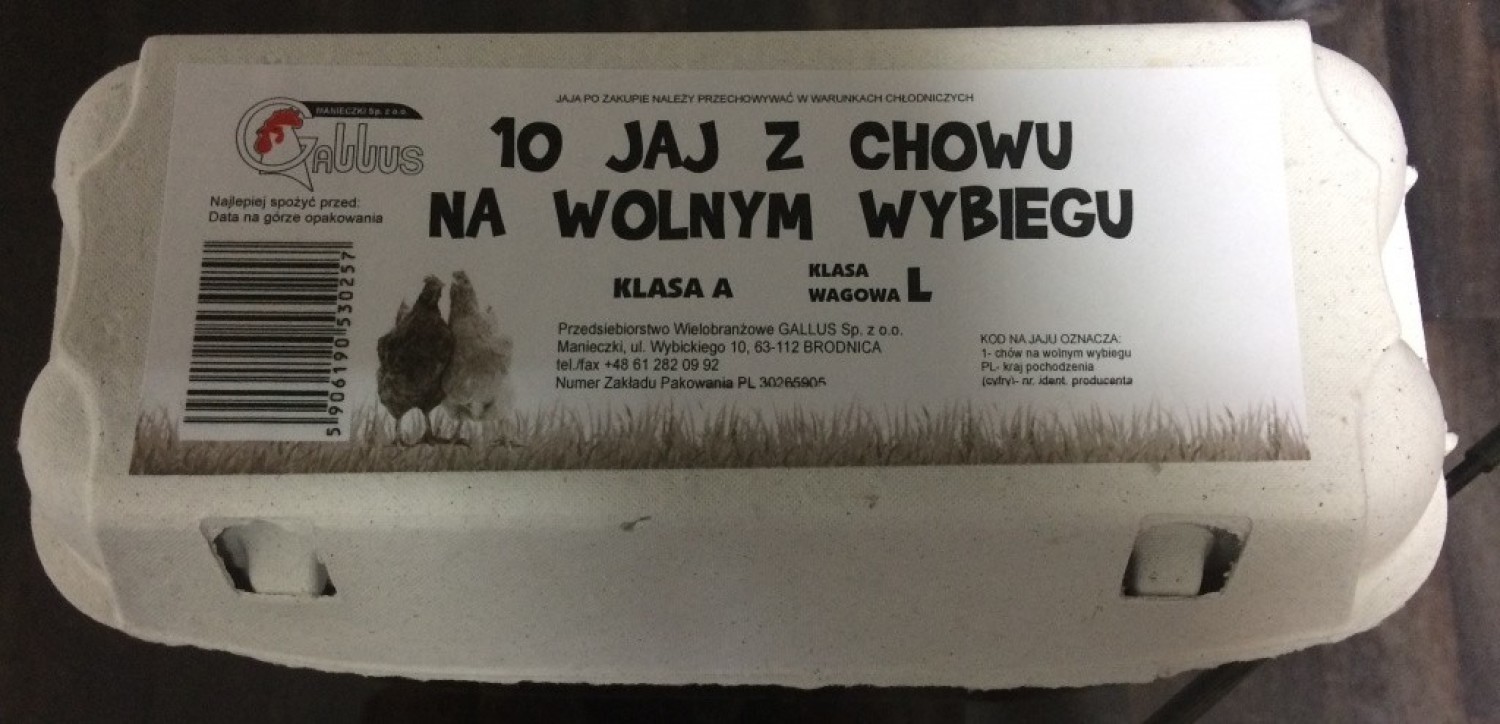 JAJA PO ZAKUPIE NALEŻY PRZECHOWYWAĆ W WARUNKACH CHŁODNICZYCH
MANIECZKI Sp. z o.o.
GALLUS
10 JAJ Z CHOWU
NA WOLNYM WYBIEGU
Najlepiej spożyć przed:
Data na górze opakowania
KLASA A
KLASA
WAGOWA L
5 906190 530257
Przedsiebiorstwo Wielobranżowe GALLUS Sp. z o.o.
Manieczki, ul. Wybickiego 10, 63-112 BRODNICA
tel./fax +48 61 282 09 92
Numer Zakładu Pakowania PL 30265905
KOD NA JAJU OZNACZA:
1- chów na wolnym wybiegu
PL- kraj pochodzenia
(cyfry)- nr. ident. producenta